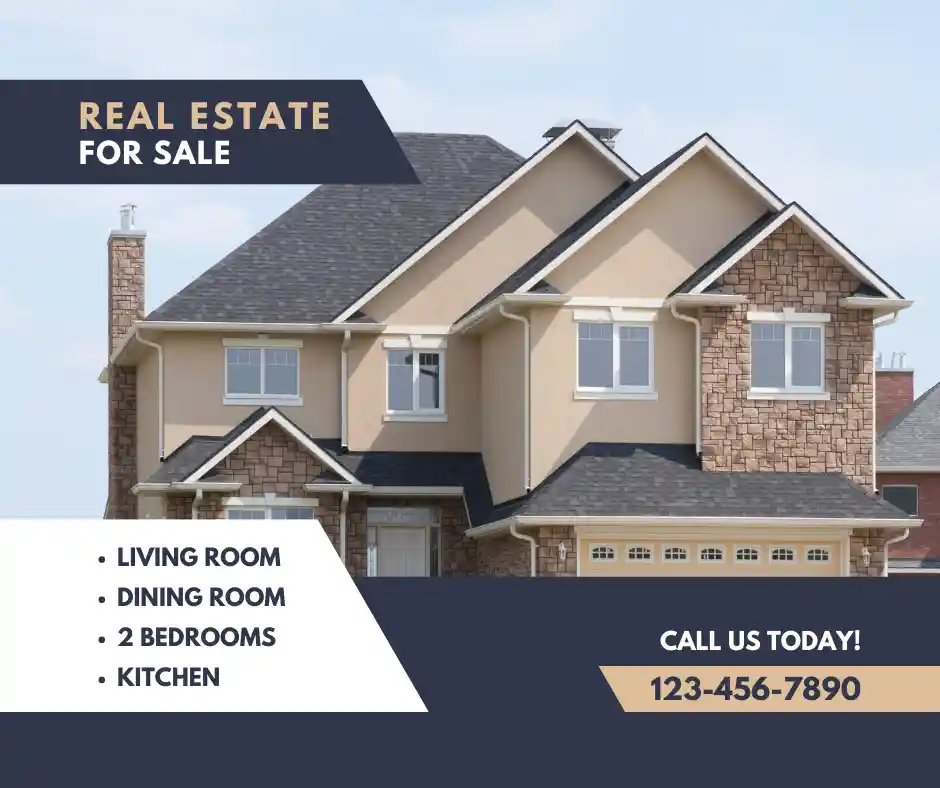 REAL ESTATE
FOR SALE
• LIVING ROOM
• DINING ROOM
• 2 BEDROOMS
• KITCHEN
CALL US TODAY!
123-456-7890